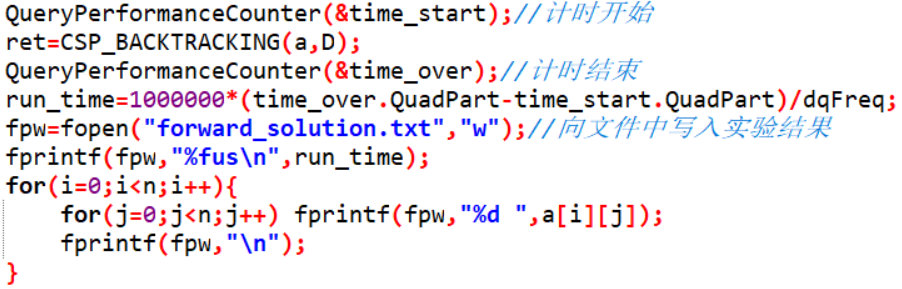 QueryPerformanceCounter(&time_start);//计时开始
ret=CSP_BACKTRACKING(a,D);
QueryPerformanceCounter(&time_over);//计时结束
run_time=1000000*(time_over.QuadPart-time_start.QuadPart)/dqFreq;
fpw=fopen("forward_solution.txt","w");//向文件中写入实验结果
fprintf(fpw,"%fus\n",run_time);
for(i=0;i<n;i++){
    for(j=0;j<n;j++) fprintf(fpw,"%d ",a[i][j]);
    fprintf(fpw,"\n");
}